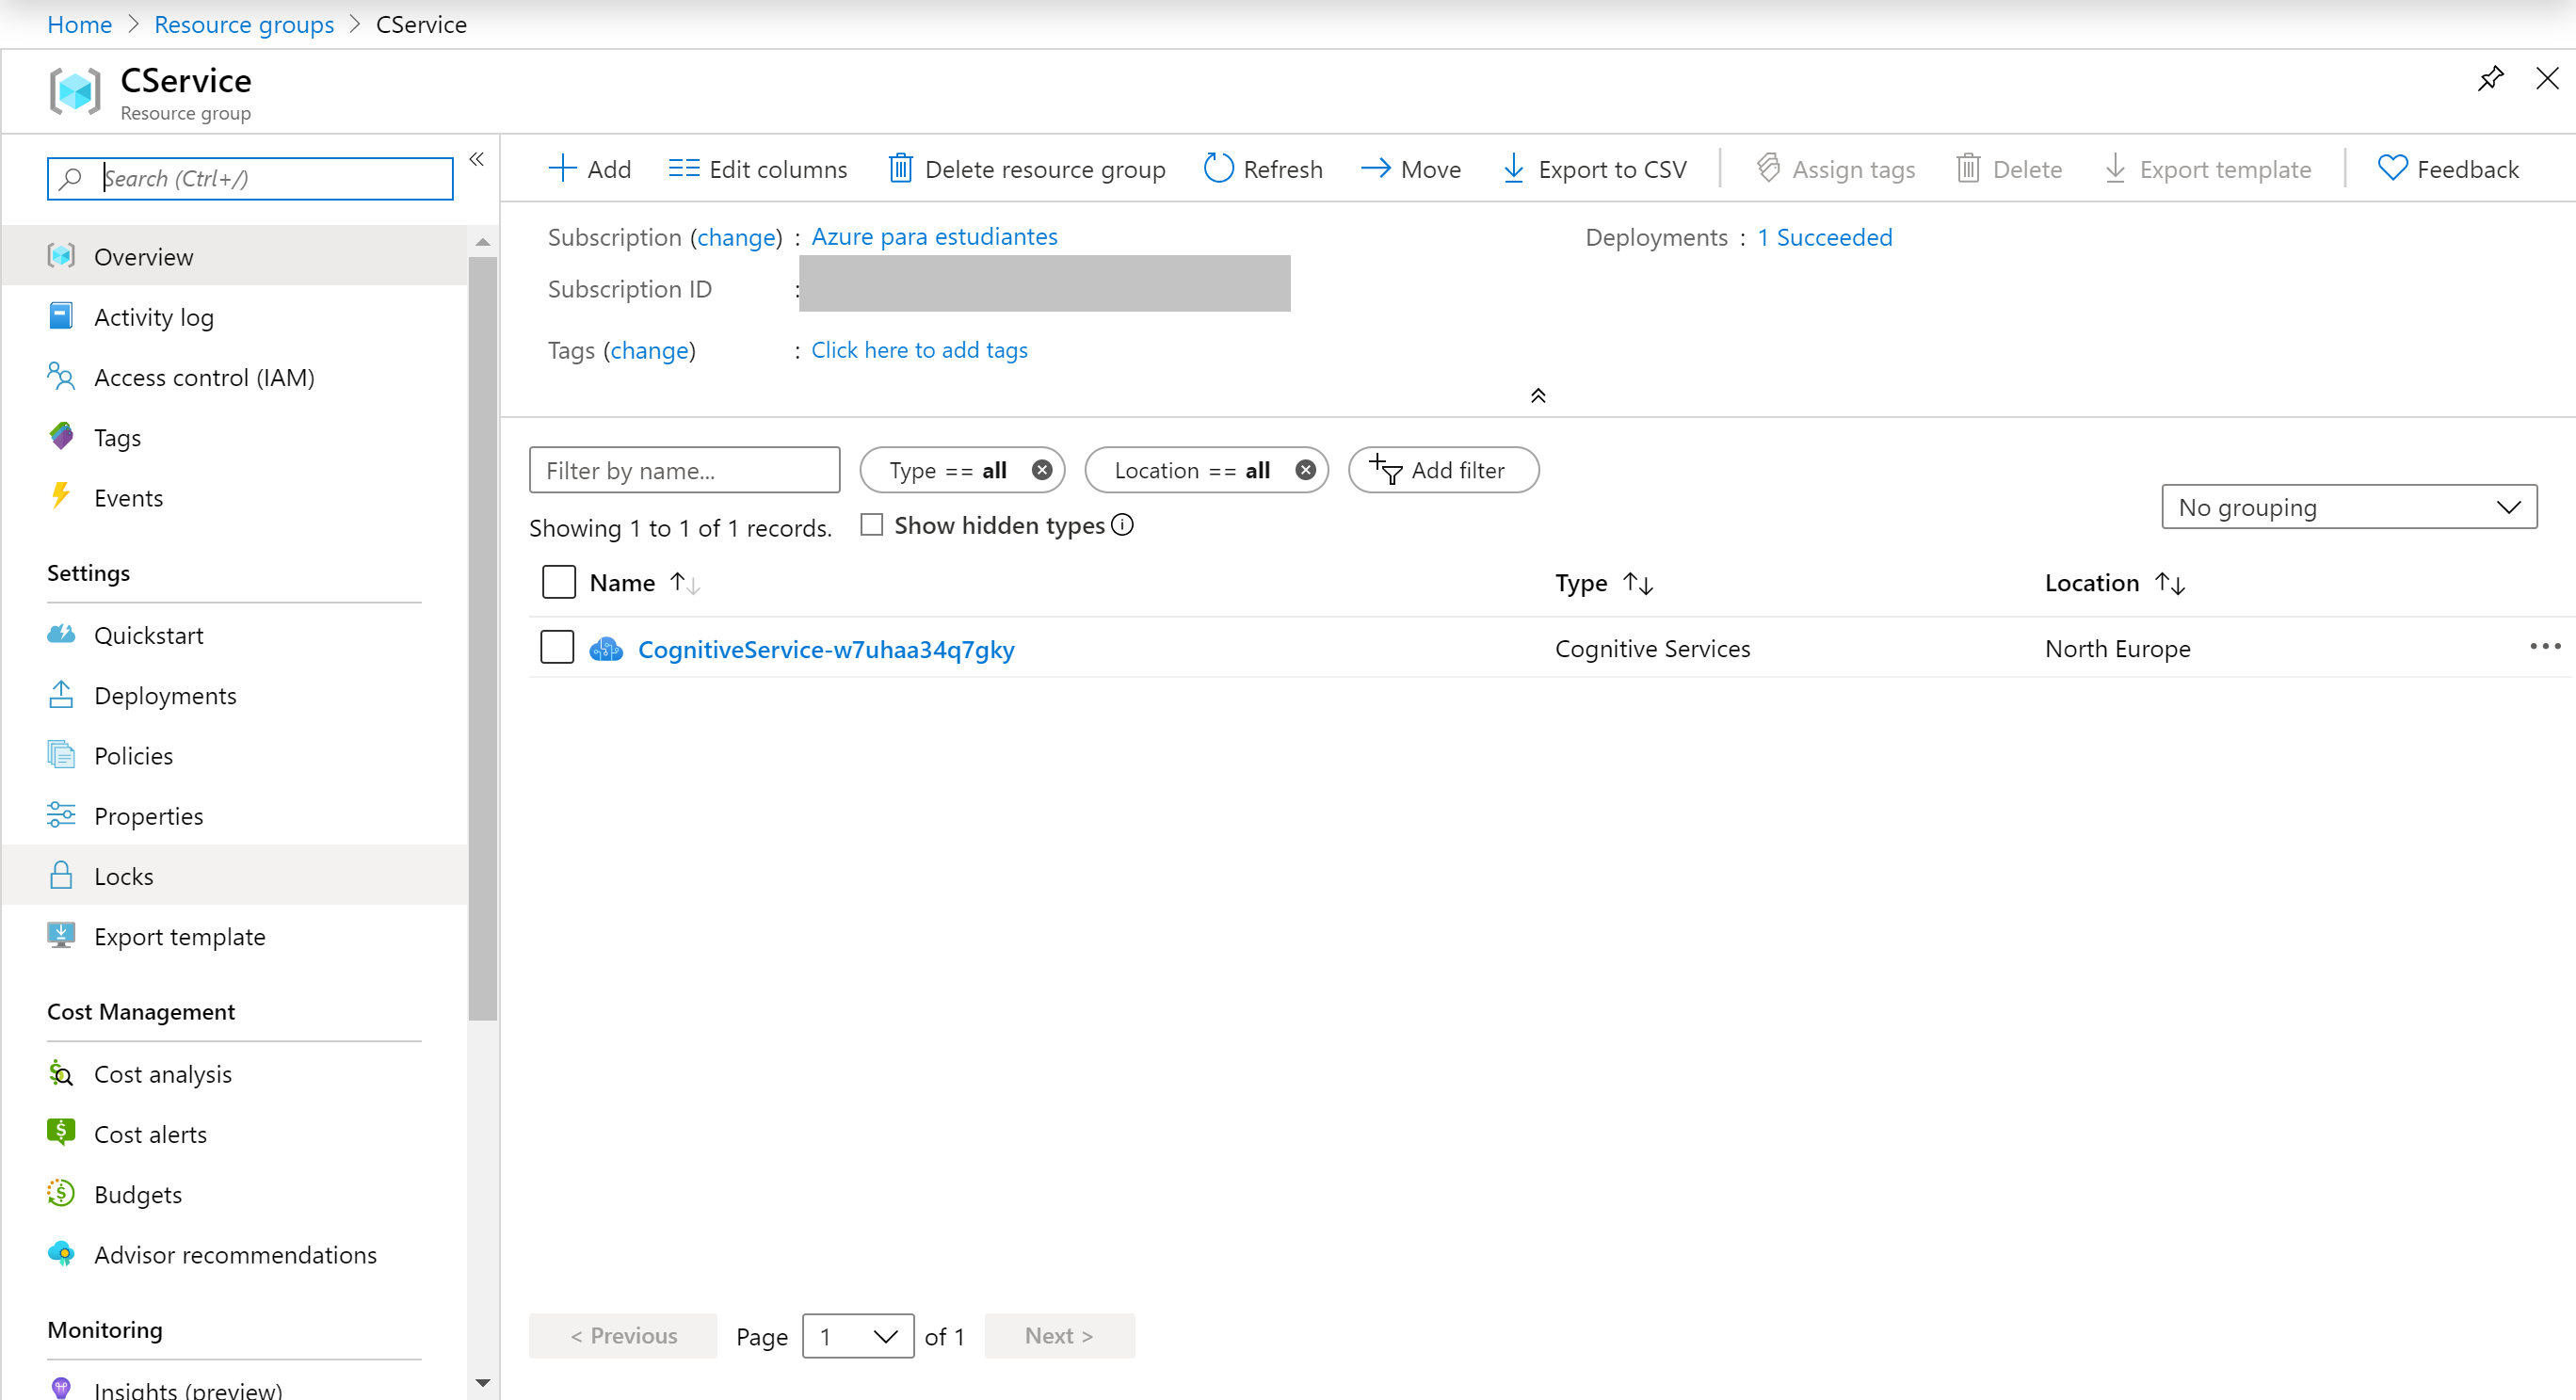 Home > Resource groups > CService
CService
Resource group
Search (Ctrl+/)
Overview
Activity log
Access control (IAM)
Tags
Events
Settings
Quickstart
Deployments
Policies
Properties
Locks
Export template
Cost Management
Cost analysis
Cost alerts
Budgets
Advisor recommendations
Monitoring
Insights (preview)
Add Edit columns Delete resource group Refresh Move Export to CSV Assign tags Delete Export template Feedback
Subscription (change) : Azure para estudiantes Deployments : 1 Succeeded
Subscription ID :
Tags (change) : Click here to add tags
Filter by name... Type == all Location == all Add filter
No grouping
Showing 1 to 1 of 1 records. Show hidden types
Name Type Location
CognitiveService-w7uhaa34q7gky Cognitive Services North Europe
< Previous Page 1 of 1 Next >